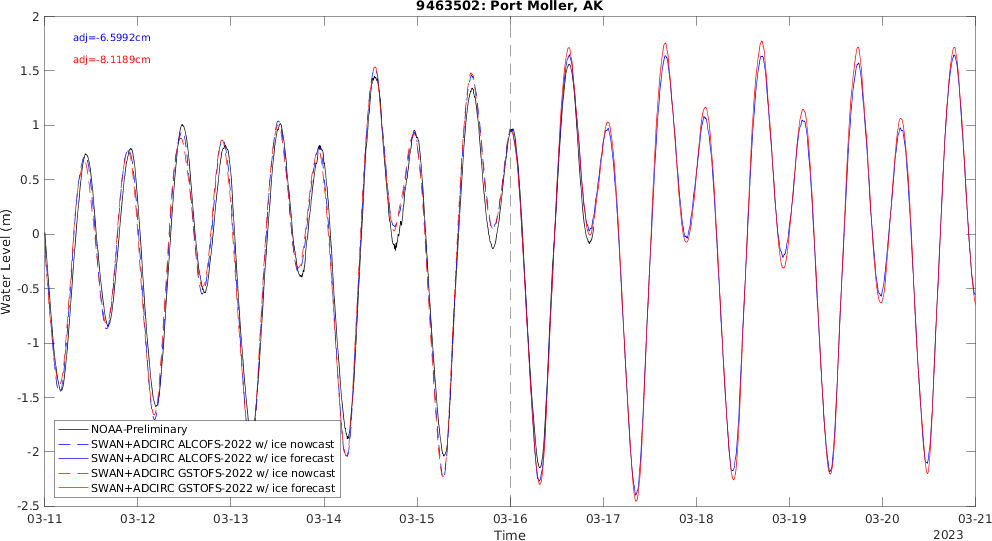 9463502: Port Moller, AK
adj=-6.5992cm
adj=-8.1189cm
Water Level (m)
2
1.5
1
0.5
0
-0.5
-1
-1.5
-2
-2.5
NOAA-Preliminary
SWAN+ADCIRC ALCOFS-2022 w/ ice nowcast
SWAN+ADCIRC ALCOFS-2022 w/ ice forecast
SWAN+ADCIRC GSTOFS-2022 w/ ice nowcast
SWAN+ADCIRC GSTOFS-2022 w/ ice forecast
03-11 03-12 03-13 03-14 03-15 03-16 03-17 03-18 03-19 03-20 03-21
Time
2023